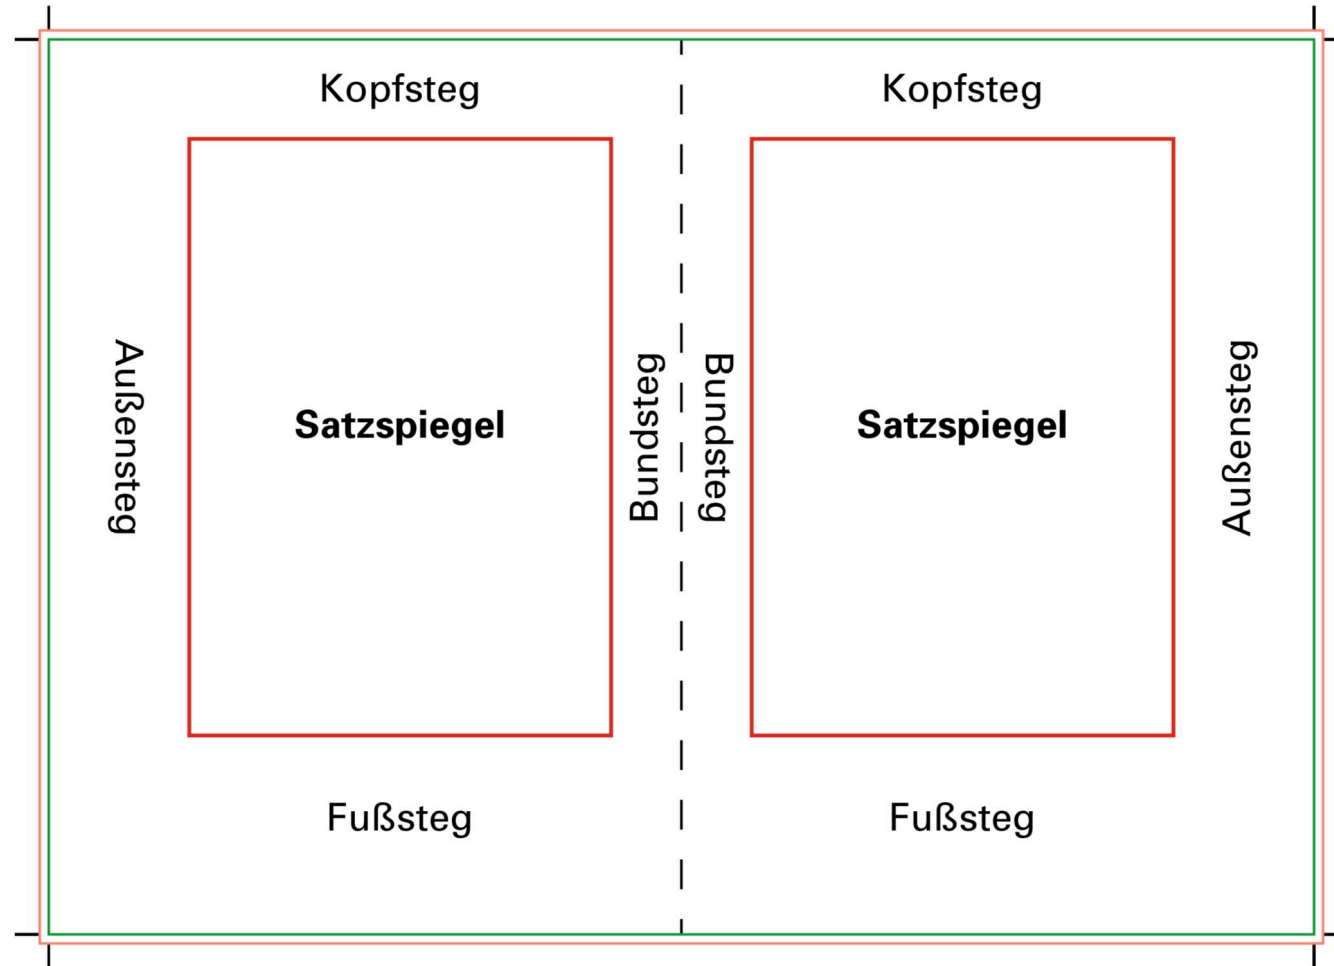 Kopfsteg
Kopfsteg
Außensteg
Satzspiegel
Bundsteg
Bundsteg
Satzspiegel
Außensteg
Fußsteg
Fußsteg